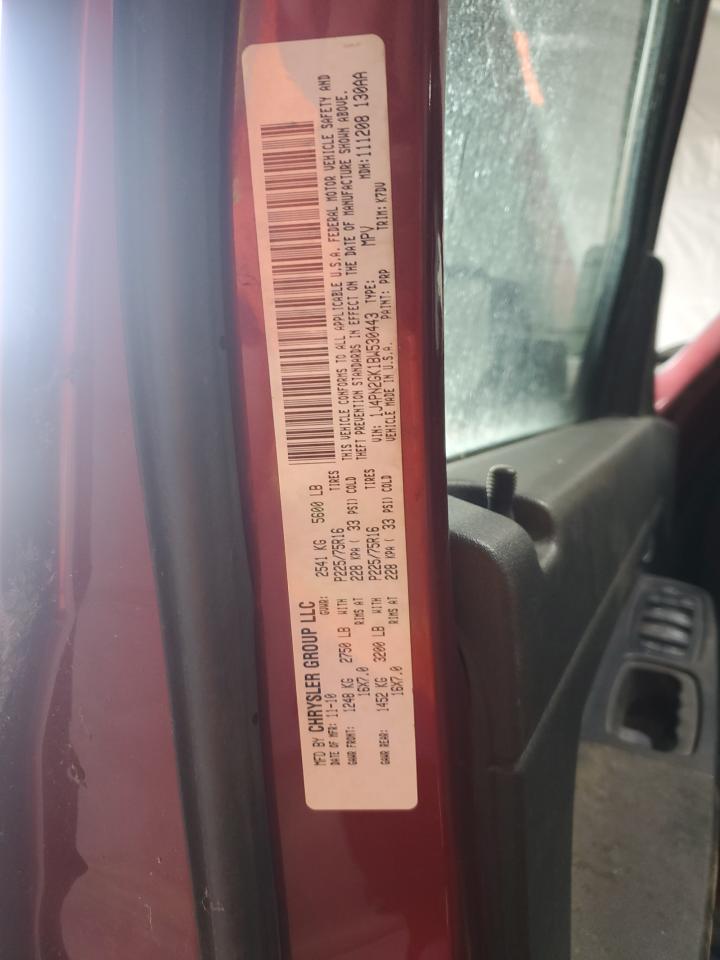 MFD BY CHRYSLER GROUP LLC
DATE OF MFR: 11-10 GVWR: 2541 KG 5600 LB
GAWR FRONT: 1248 KG 2750 LB WITH P225/75R16 TIRES
16X7.0 RIMS AT 228 KPA ( 33 PSI) COLD
GAWR REAR: 1452 KG 3200 LB WITH P225/75R16 TIRES
16X7.0 RIMS AT 228 KPA ( 33 PSI) COLD
THIS VEHICLE CONFORMS TO ALL APPLICABLE U.S.A. FEDERAL MOTOR VEHICLE SAFETY AND
THEFT PREVENTION STANDARDS IN EFFECT ON THE DATE OF MANUFACTURE SHOWN ABOVE.
VIN: 1J4PN2GK1BW530443 TYPE: MPV MDH:111208 130AA
VEHICLE MADE IN U.S.A. PAINT: PRP TRIM: K7DV